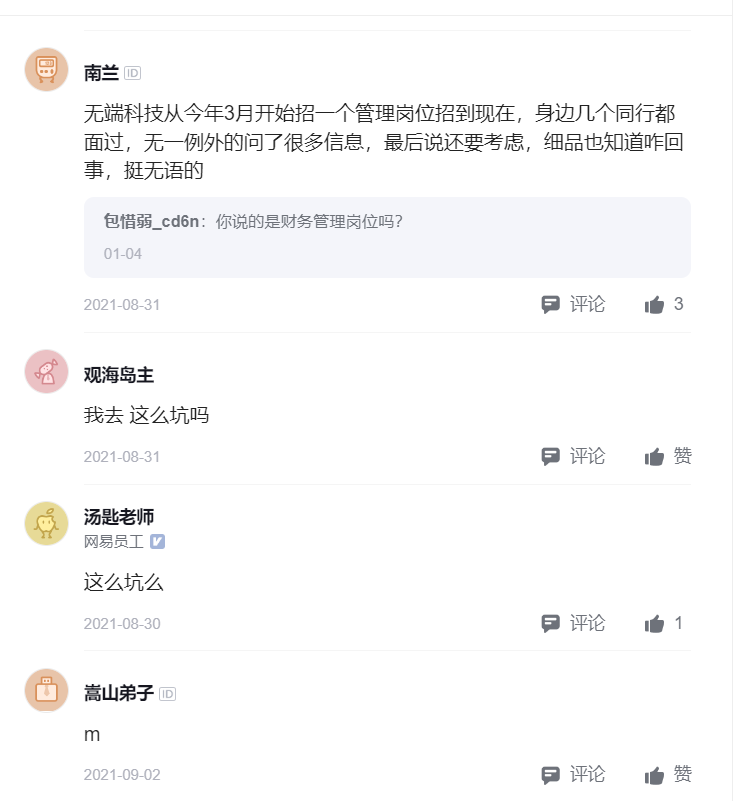 南兰 ID
无端科技从今年3月开始招一个管理岗位招到现在，身边几个同行都
面过，无一例外的问了很多信息，最后说还要考虑，细品也知道咋回
事，挺无语的
包惜弱_cd6n：你说的是财务管理岗位吗？
01-04
2021-08-31 评论 3
观海岛主
我去 这么坑吗
2021-08-31 评论 赞
汤匙老师
网易员工 V
这么坑么
2021-08-30 评论 1
嵩山弟子 ID
m
2021-09-02 评论 赞